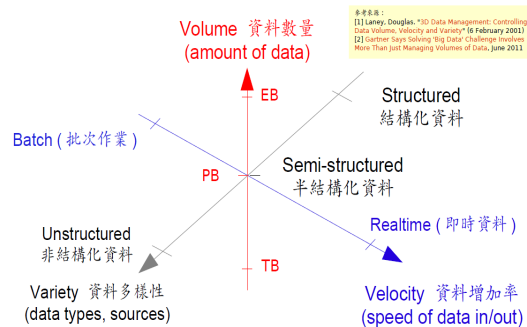 Volume 資料數量
(amount of data)
參考來源：
[1] Laney, Douglas. "3D Data Management: Controlling
Data Volume, Velocity and Variety" (6 February 2001)
[2] Gartner Says Solving 'Big Data' Challenge Involves
More Than Just Managing Volumes of Data, June 2011
EB
Structured
結構化資料
Batch ( 批次作業 )
PB
Semi-structured
半結構化資料
Realtime ( 即時資料 )
Unstructured
非結構化資料
TB
Variety 資料多樣性
(data types, sources)
Velocity 資料增加率
(speed of data in/out)